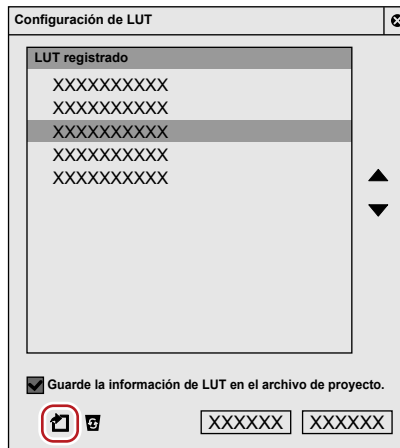 Configuración de LUT
LUT registrado
XXXXXXXXXX
XXXXXXXXXX
XXXXXXXXXX
XXXXXXXXXX
XXXXXXXXXX
Guarde la información de LUT en el archivo de proyecto.
XXXXXX XXXXXX